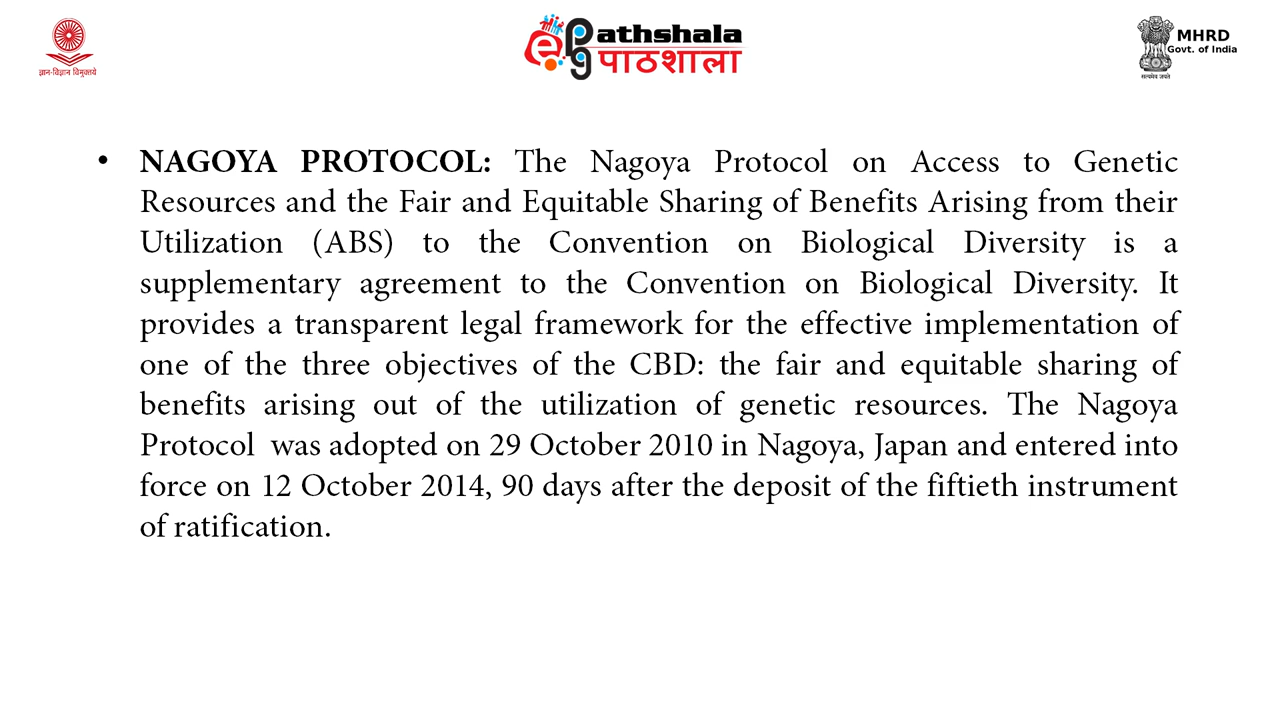 ज्ञान-विज्ञान विमुक्तये
ePG athshala
पाठशाला
MHRD
Govt. of India
सत्यमेव जयते
• NAGOYA PROTOCOL: The Nagoya Protocol on Access to Genetic
Resources and the Fair and Equitable Sharing of Benefits Arising from their
Utilization (ABS) to the Convention on Biological Diversity is a
supplementary agreement to the Convention on Biological Diversity. It
provides a transparent legal framework for the effective implementation of
one of the three objectives of the CBD: the fair and equitable sharing of
benefits arising out of the utilization of genetic resources. The Nagoya
Protocol was adopted on 29 October 2010 in Nagoya, Japan and entered into
force on 12 October 2014, 90 days after the deposit of the fiftieth instrument
of ratification.